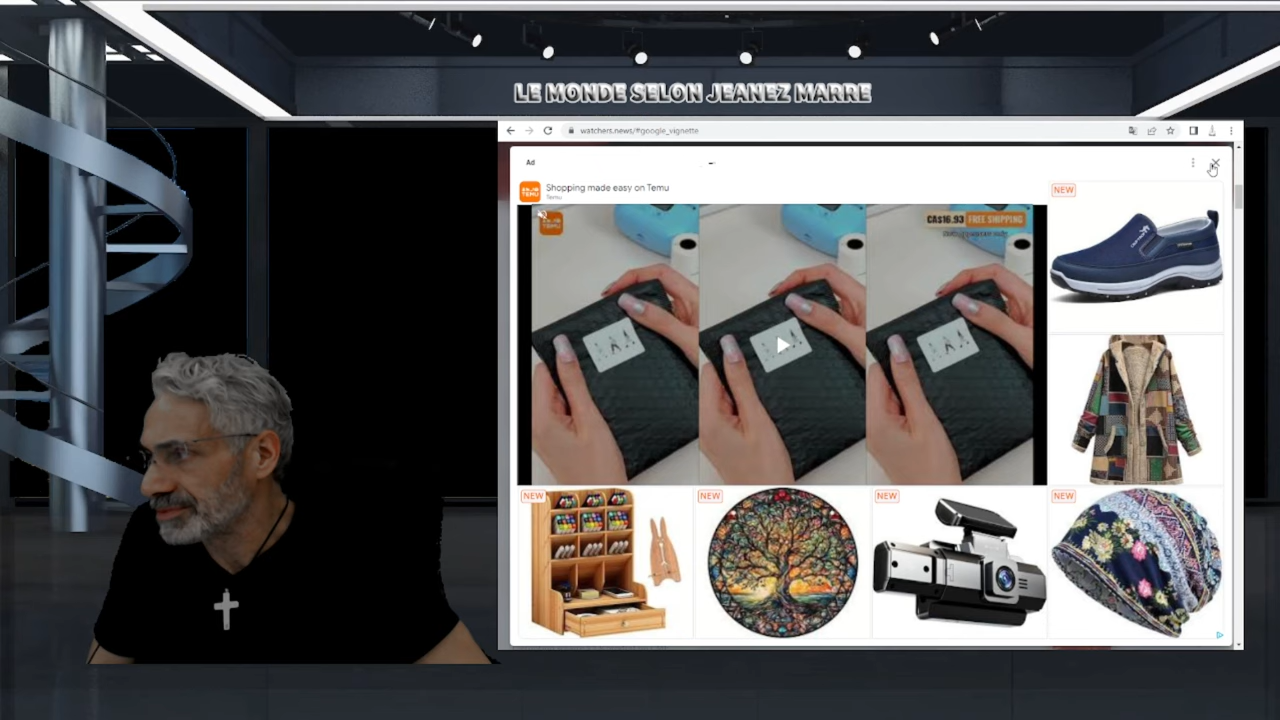 LE MONDE SELON JEANEZ MARRE
watchers.news/#google_vignette
Ad
Shopping made easy on Temu
Temu
NEW
TEMU
CA$16.93 FREE SHIPPING
NEW
NEW
NEW
NEW